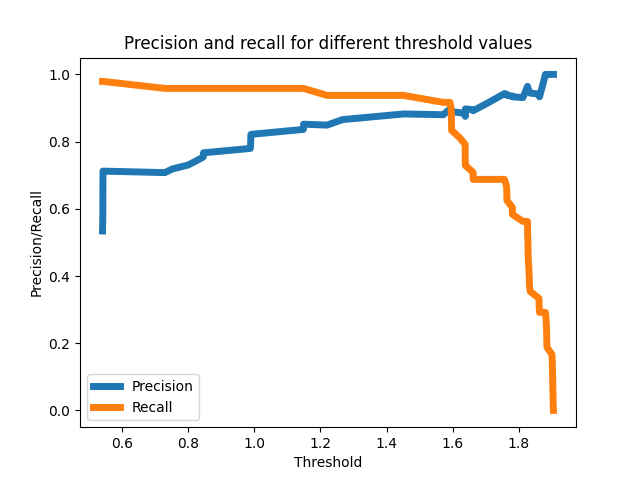 Precision and recall for different threshold values
Precision/Recall
1.0
0.8
0.6
0.4
0.2
0.0
Precision
Recall
0.6 0.8 1.0 1.2 1.4 1.6 1.8
Threshold